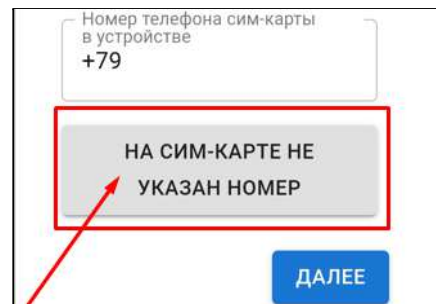 Номер телефона сим-карты
в устройстве
+79
НА СИМ-КАРТЕ НЕ
УКАЗАН НОМЕР
ДАЛЕЕ